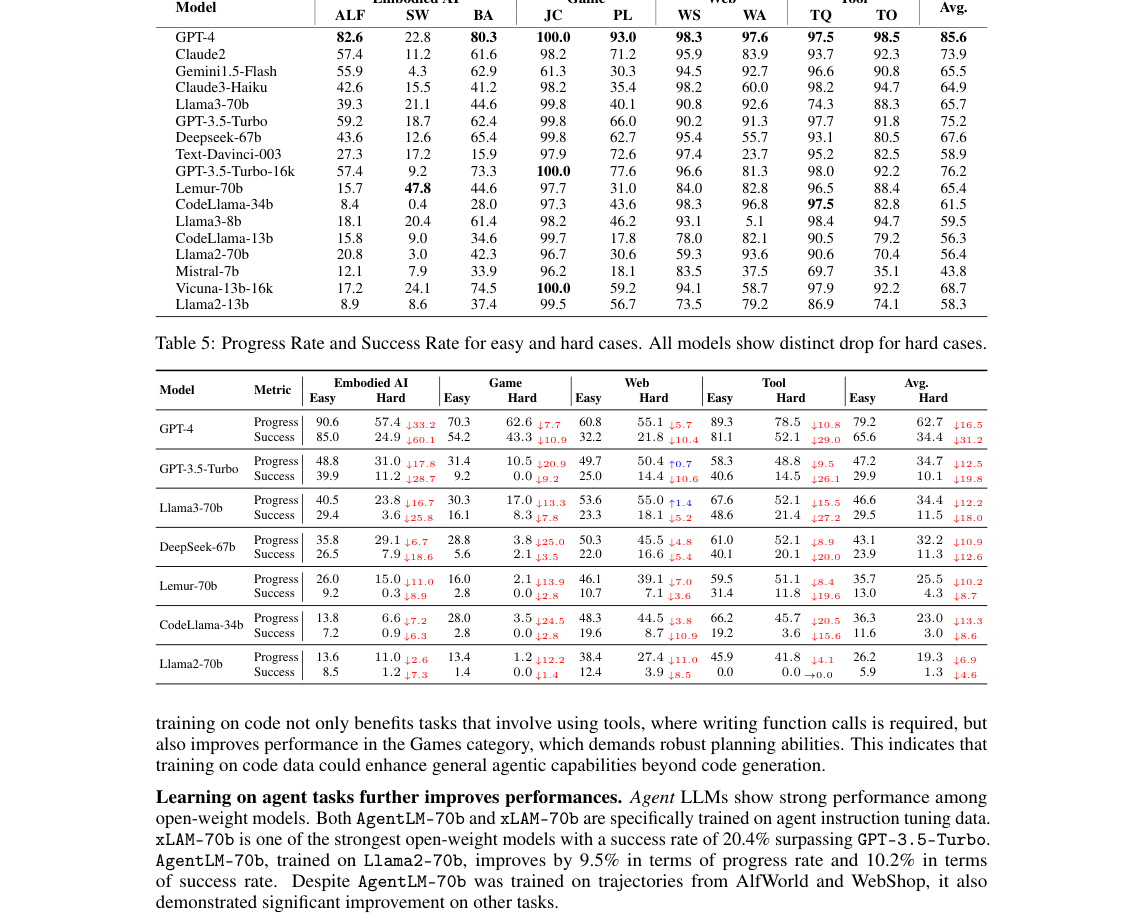 Model Embodied AI Game Web Tool Avg.
ALF SW BA JC PL WS WA TQ TO
GPT-4 82.6 22.8 80.3 100.0 93.0 98.3 97.6 97.5 98.5 85.6
Claude2 57.4 11.2 61.6 98.2 71.2 95.9 83.9 93.7 92.3 73.9
Gemini1.5-Flash 55.9 4.3 62.9 61.3 30.3 94.5 92.7 96.6 90.8 65.5
Claude3-Haiku 42.6 15.5 41.2 98.2 35.4 98.2 60.0 98.2 94.7 64.9
Llama3-70b 39.3 21.1 44.6 99.8 40.1 90.8 92.6 74.3 88.3 65.7
GPT-3.5-Turbo 59.2 18.7 62.4 99.8 66.0 90.2 91.3 97.7 91.8 75.2
Deepseek-67b 43.6 12.6 65.4 99.8 62.7 95.4 55.7 93.1 80.5 67.6
Text-Davinci-003 27.3 17.2 15.9 97.9 72.6 97.4 23.7 95.2 82.5 58.9
GPT-3.5-Turbo-16k 57.4 9.2 73.3 100.0 77.6 96.6 81.3 98.0 92.2 76.2
Lemur-70b 15.7 47.8 44.6 97.7 31.0 84.0 82.8 96.5 88.4 65.4
CodeLlama-34b 8.4 0.4 28.0 97.3 43.6 98.3 96.8 97.5 82.8 61.5
Llama3-8b 18.1 20.4 61.4 98.2 46.2 93.1 5.1 98.4 94.7 59.5
CodeLlama-13b 15.8 9.0 34.6 99.7 17.8 78.0 82.1 90.5 79.2 56.3
Llama2-70b 20.8 3.0 42.3 96.7 30.6 59.3 93.6 90.6 70.4 56.4
Mistral-7b 12.1 7.9 33.9 96.2 18.1 83.5 37.5 69.7 35.1 43.8
Vicuna-13b-16k 17.2 24.1 74.5 100.0 59.2 94.1 58.7 97.9 92.2 68.7
Llama2-13b 8.9 8.6 37.4 99.5 56.7 73.5 79.2 86.9 74.1 58.3
Table 5: Progress Rate and Success Rate for easy and hard cases. All models show distinct drop for hard cases.
Model Metric Embodied AI Game Web Tool Avg.
Easy Hard Easy Hard Easy Hard Easy Hard Easy Hard
GPT-4 Progress 90.6 57.4 ↓33.2 70.3 62.6 ↓7.7 60.8 55.1 ↓5.7 89.3 78.5 ↓10.8 79.2 62.7 ↓16.5
Success 85.0 24.9 ↓60.1 54.2 43.3 ↓10.9 32.2 21.8 ↓10.4 81.1 52.1 ↓29.0 65.6 34.4 ↓31.2
GPT-3.5-Turbo Progress 48.8 31.0 ↓17.8 31.4 10.5 ↓20.9 49.7 50.4 ↑0.7 58.3 48.8 ↓9.5 47.2 34.7 ↓12.5
Success 39.9 11.2 ↓28.7 9.2 0.0 ↓9.2 25.0 14.4 ↓10.6 40.6 14.5 ↓26.1 29.9 10.1 ↓19.8
Llama3-70b Progress 40.5 23.8 ↓16.7 30.3 17.0 ↓13.3 53.6 55.0 ↑1.4 67.6 52.1 ↓15.5 46.6 34.4 ↓12.2
Success 29.4 3.6 ↓25.8 16.1 8.3 ↓7.8 23.3 18.1 ↓5.2 48.6 21.4 ↓27.2 29.5 11.5 ↓18.0
DeepSeek-67b Progress 35.8 29.1 ↓6.7 28.8 3.8 ↓25.0 50.3 45.5 ↓4.8 61.0 52.1 ↓8.9 43.1 32.2 ↓10.9
Success 26.5 7.9 ↓18.6 5.6 2.1 ↓3.5 22.0 16.6 ↓5.4 40.1 20.1 ↓20.0 23.9 11.3 ↓12.6
Lemur-70b Progress 26.0 15.0 ↓11.0 16.0 2.1 ↓13.9 46.1 39.1 ↓7.0 59.5 51.1 ↓8.4 35.7 25.5 ↓10.2
Success 9.2 0.3 ↓8.9 2.8 0.0 ↓2.8 10.7 7.1 ↓3.6 31.4 11.8 ↓19.6 13.0 4.3 ↓8.7
CodeLlama-34b Progress 13.8 6.6 ↓7.2 28.0 3.5 ↓24.5 48.3 44.5 ↓3.8 66.2 45.7 ↓20.5 36.3 23.0 ↓13.3
Success 7.2 0.9 ↓6.3 2.8 0.0 ↓2.8 19.6 8.7 ↓10.9 19.2 3.6 ↓15.6 11.6 3.0 ↓8.6
Llama2-70b Progress 13.6 11.0 ↓2.6 13.4 1.2 ↓12.2 38.4 27.4 ↓11.0 45.9 41.8 ↓4.1 26.2 19.3 ↓6.9
Success 8.5 1.2 ↓7.3 1.4 0.0 ↓1.4 12.4 3.9 ↓8.5 0.0 0.0 →0.0 5.9 1.3 ↓4.6
training on code not only benefits tasks that involve using tools, where writing function calls is required, but
also improves performance in the Games category, which demands robust planning abilities. This indicates that
training on code data could enhance general agentic capabilities beyond code generation.
Learning on agent tasks further improves performances. Agent LLMs show strong performance among
open-weight models. Both AgentLM-70b and xLAM-70b are specifically trained on agent instruction tuning data.
xLAM-70b is one of the strongest open-weight models with a success rate of 20.4% surpassing GPT-3.5-Turbo.
AgentLM-70b, trained on Llama2-70b, improves by 9.5% in terms of progress rate and 10.2% in terms
of success rate. Despite AgentLM-70b was trained on trajectories from AlfWorld and WebShop, it also
demonstrated significant improvement on other tasks.